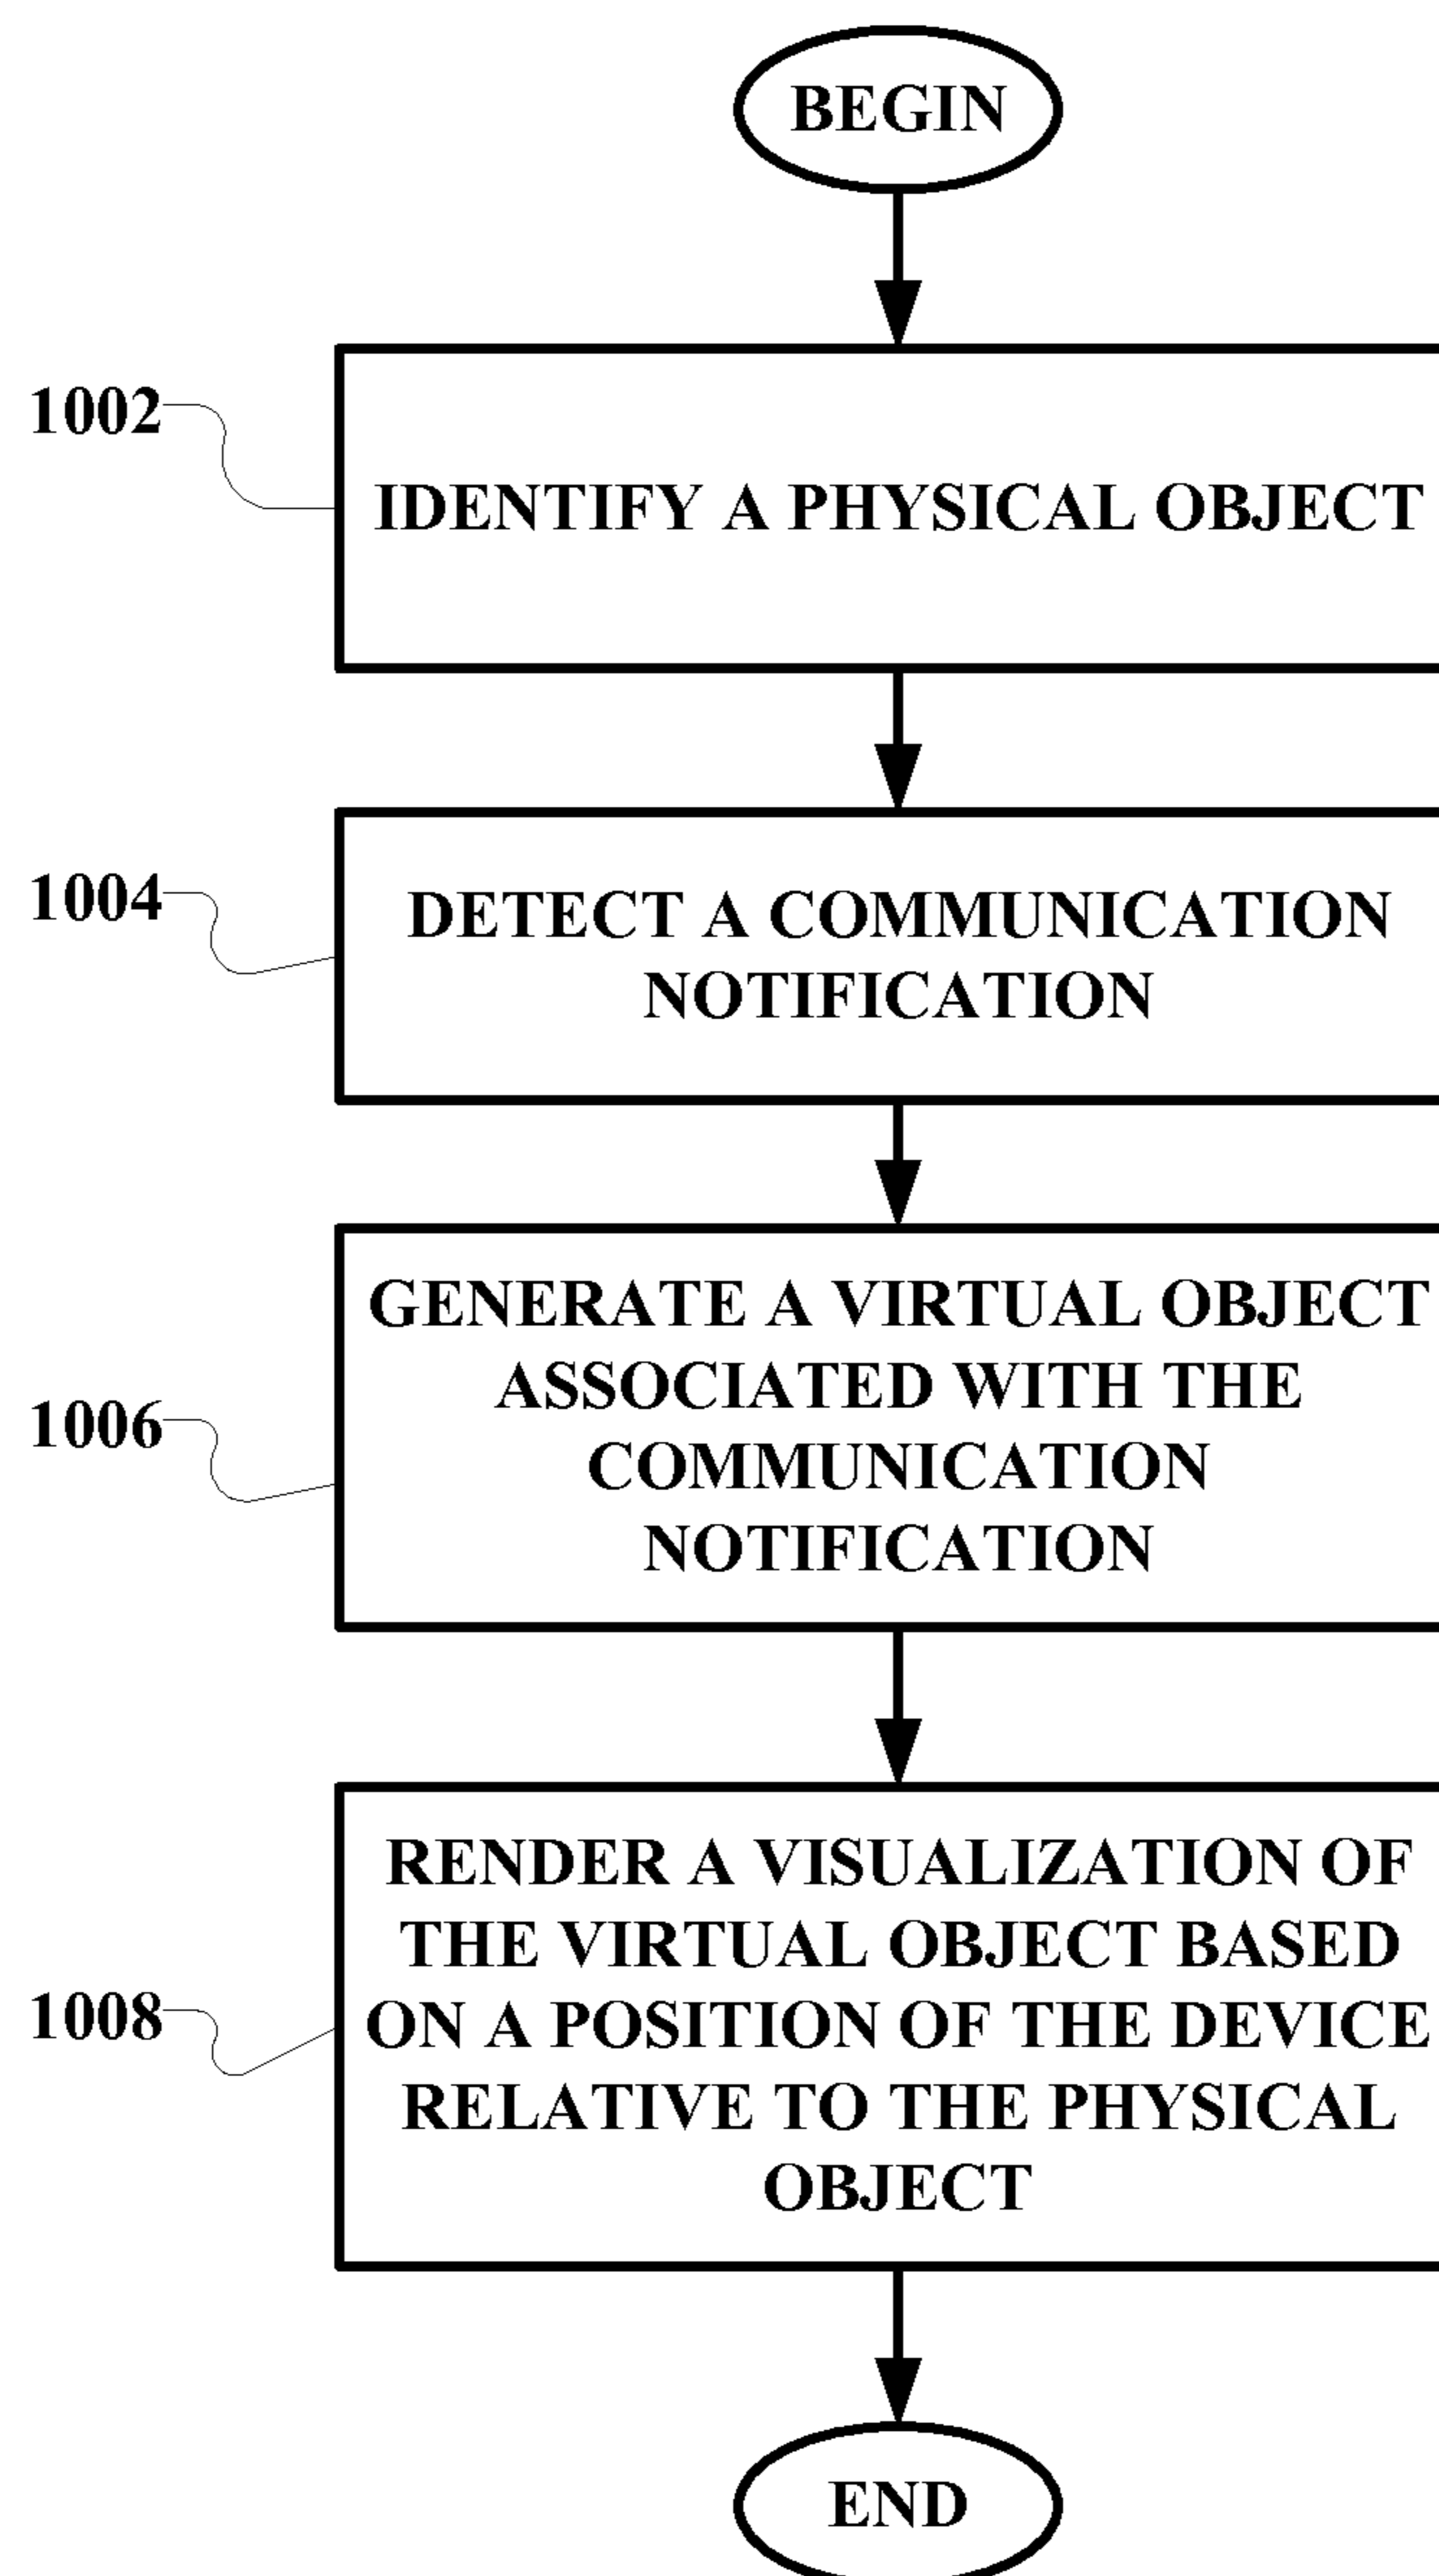 BEGIN
1002
IDENTIFY A PHYSICAL OBJECT
1004
DETECT A COMMUNICATION
NOTIFICATION
1006
GENERATE A VIRTUAL OBJECT
ASSOCIATED WITH THE
COMMUNICATION
NOTIFICATION
1008
RENDER A VISUALIZATION OF
THE VIRTUAL OBJECT BASED
ON A POSITION OF THE DEVICE
RELATIVE TO THE PHYSICAL
OBJECT
END